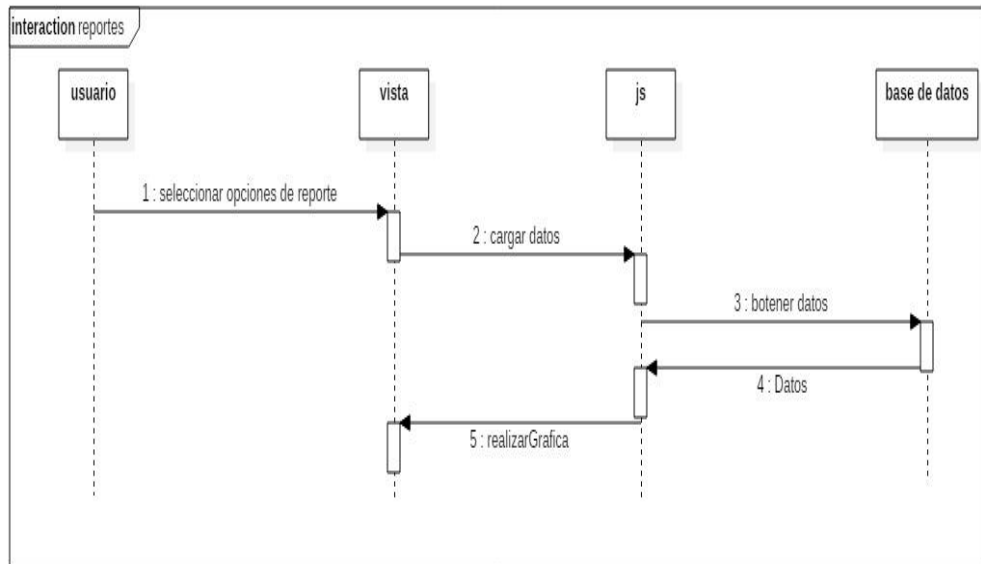 interaction reportes
usuario
vista
js
base de datos
1 : seleccionar opciones de reporte
2 : cargar datos
3 : botener datos
4 : Datos
5 : realizarGrafica